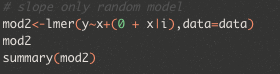 # slope only random model
mod2<-lmer(y~x+(0 + x|i),data=data)
mod2
summary(mod2)